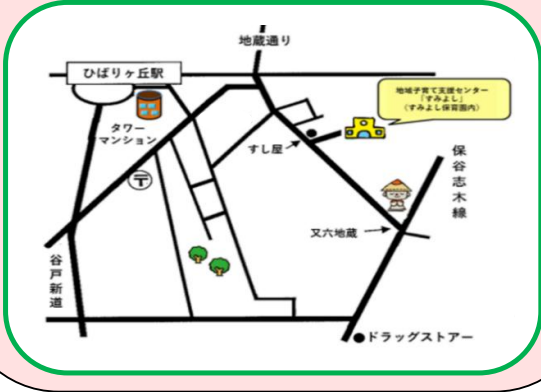 地蔵通り
ひばりヶ丘駅
地域子育て支援センター
「すみよし」
(すみよし保育園内)
タワー
マンション
すし屋
保谷志木線
〒
又六地蔵
谷戸新道
ドラッグストアー